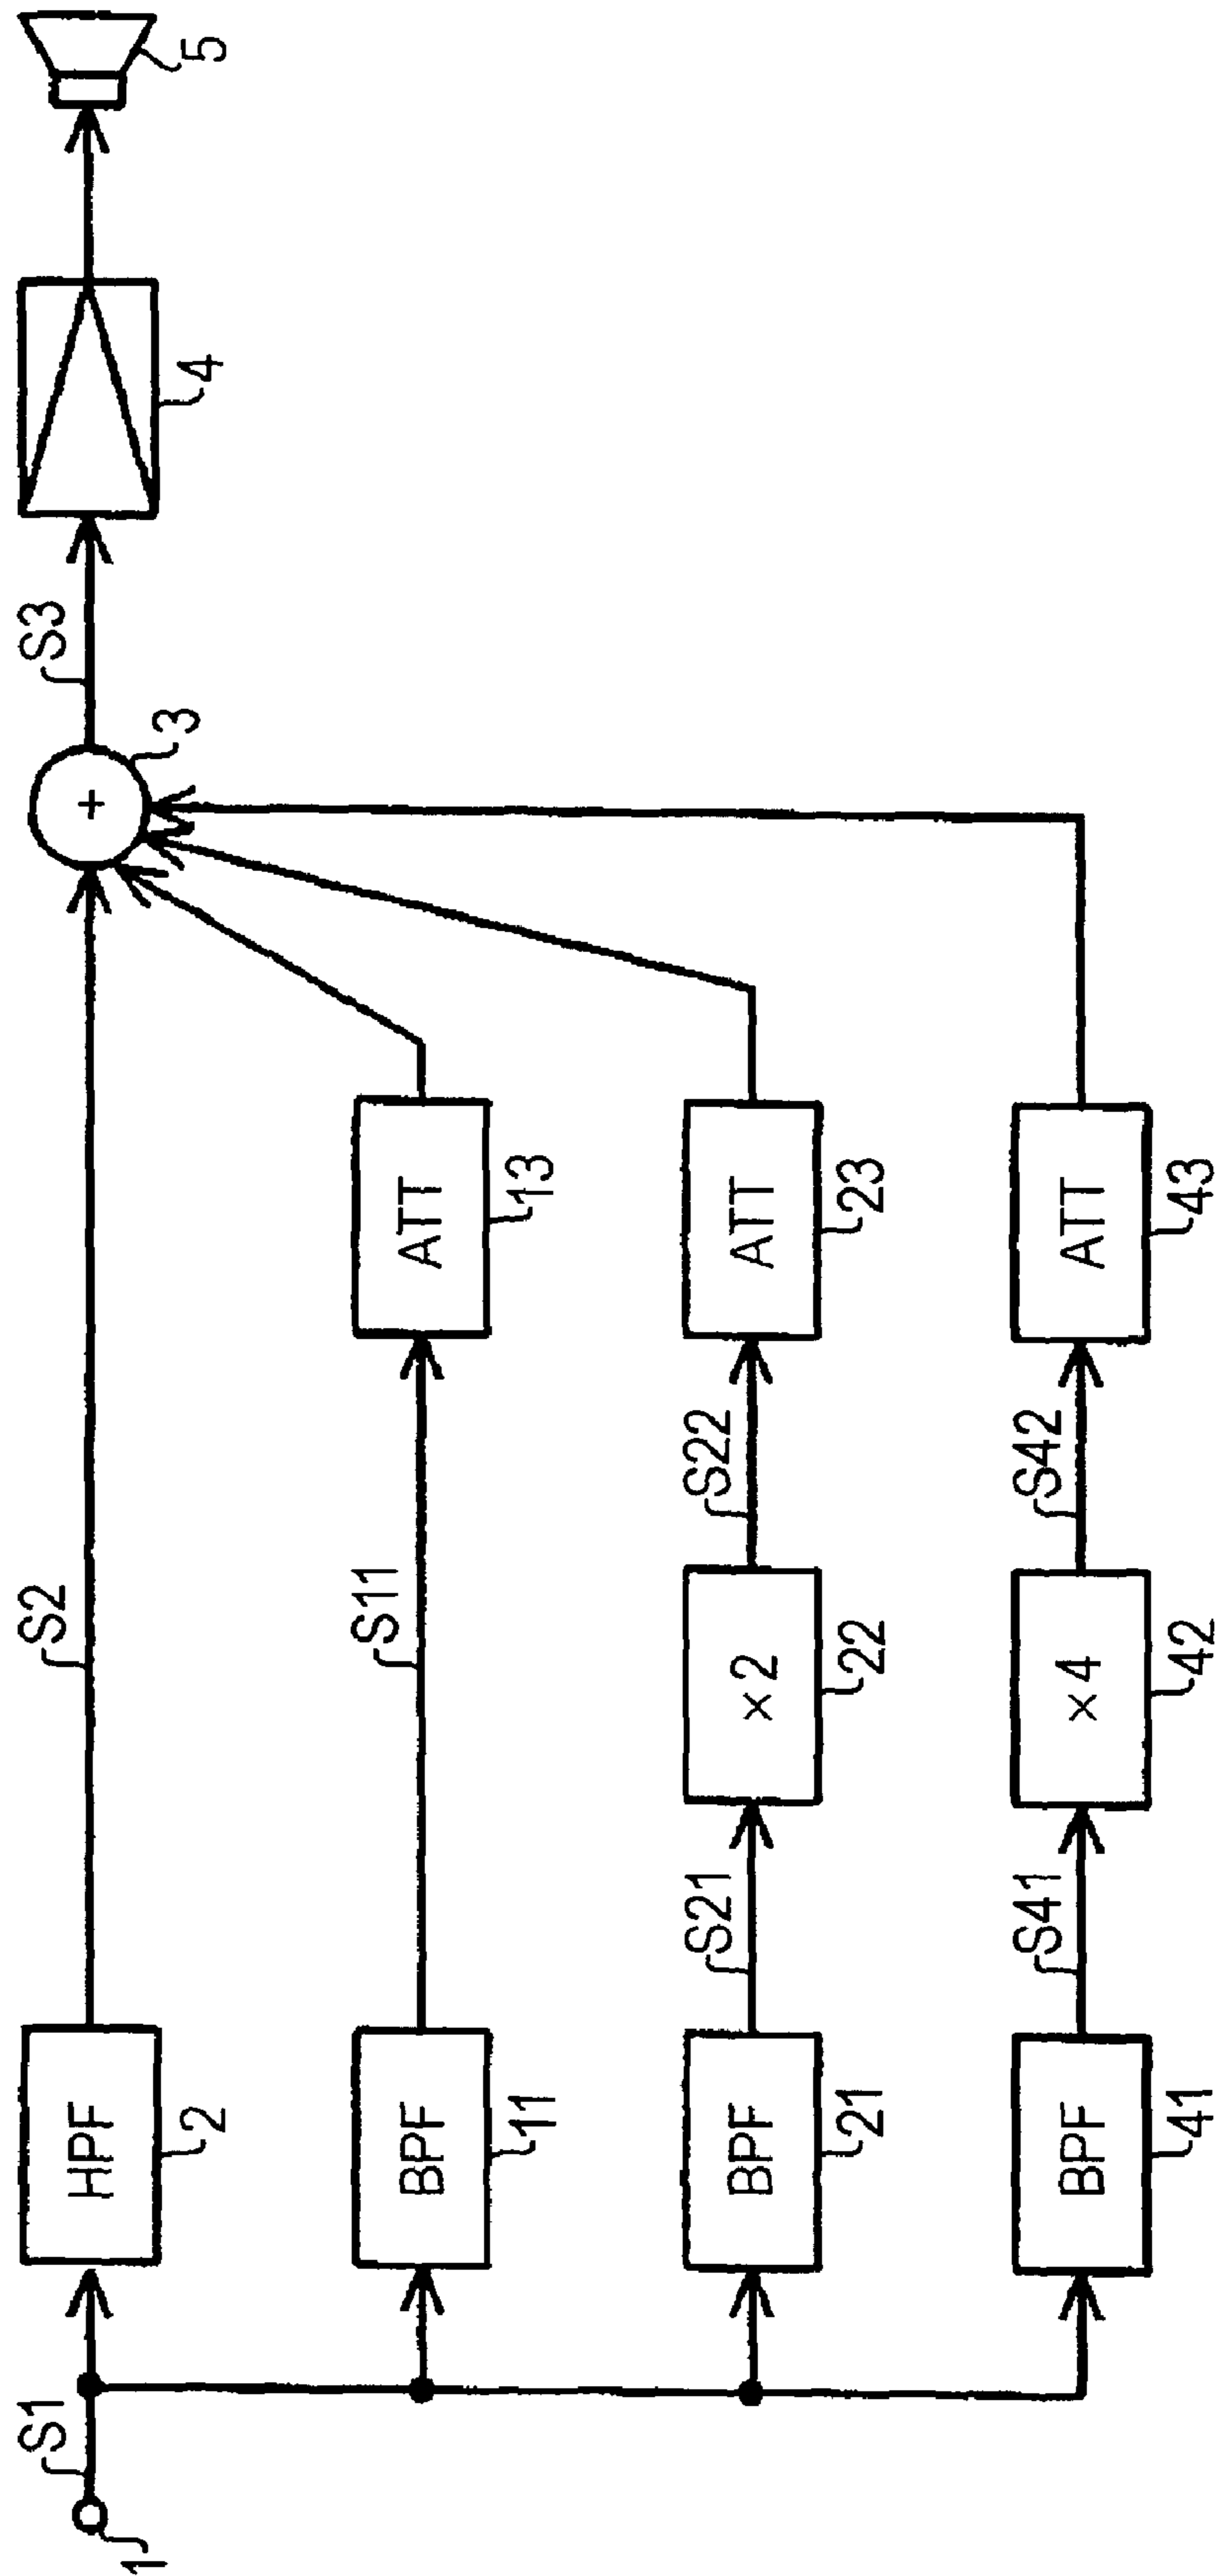 1
S1
HPF
2
S2
+
3
S3
4
5
BPF
11
S11
ATT
13
BPF
21
S21
×2
22
S22
ATT
23
BPF
41
S41
×4
42
S42
ATT
43